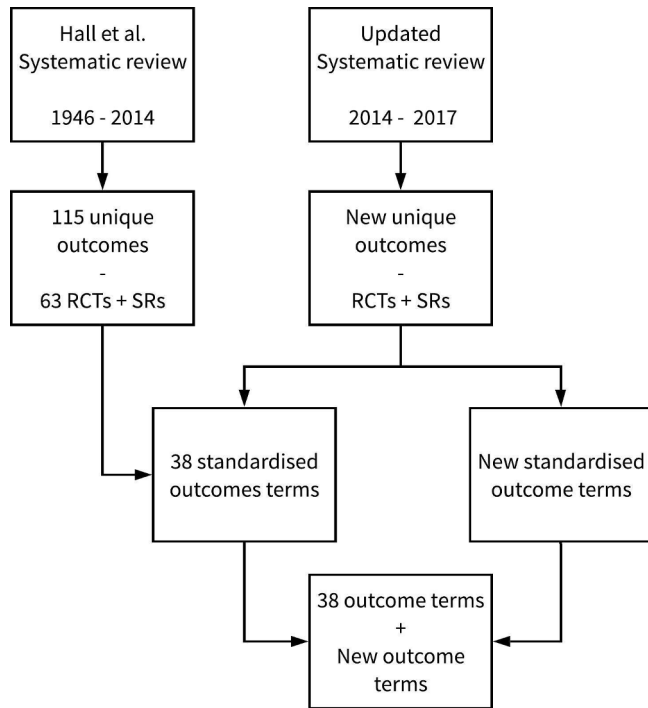 Hall et al.
Systematic review
1946 - 2014
Updated
Systematic review
2014 - 2017
115 unique
outcomes
-
63 RCTs + SRs
New unique
outcomes
-
RCTs + SRs
38 standardised
outcomes terms
New standardised
outcome terms
38 outcome terms
+
New outcome
terms